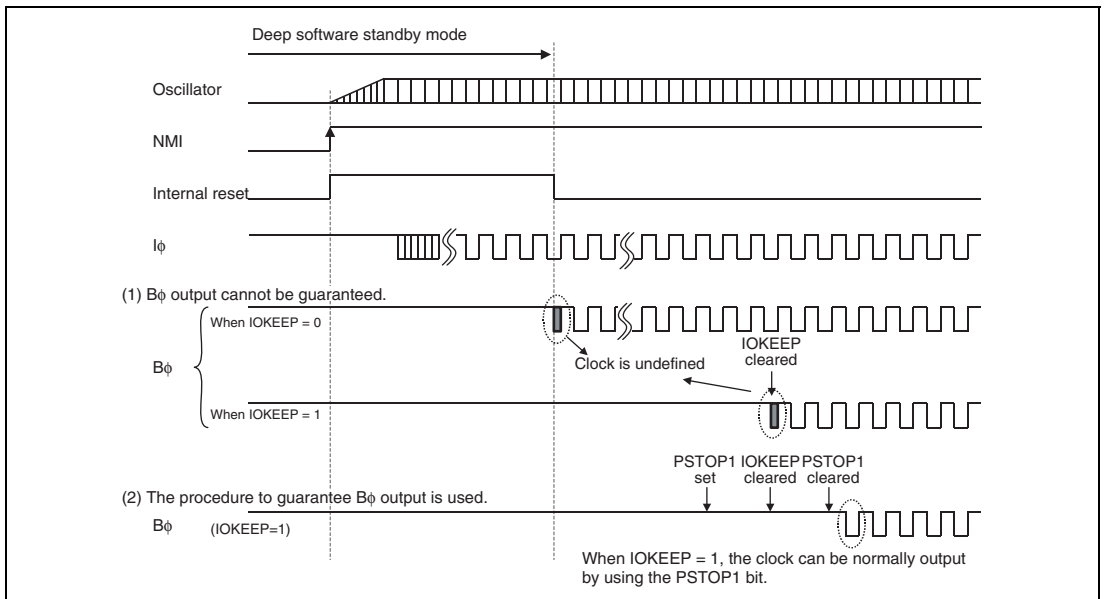 Deep software standby mode
Oscillator
NMI
Internal reset
Iϕ
(1) Bϕ output cannot be guaranteed.
When IOKEEP = 0
IOKEEP
cleared
Clock is undefined
Bϕ
When IOKEEP = 1
PSTOP1 IOKEEP PSTOP1
set cleared cleared
(2) The procedure to guarantee Bϕ output is used.
Bϕ (IOKEEP=1)
When IOKEEP = 1, the clock can be normally output
by using the PSTOP1 bit.